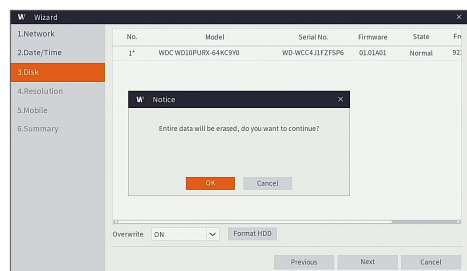 W Wizard ×
1.Network
2.Date/Time
3.Disk
4.Resolution
5.Mobile
6.Summary
No. Model Serial No. Firmware State Fre
1* WDC WD10PURX-64KC9Y0 WD-WCC4J1FZFSP6 01.01A01 Normal 92
W Notice ×
Entire data will be erased, do you want to continue?
OK Cancel
Overwrite ON Format HDD
Previous Next Cancel